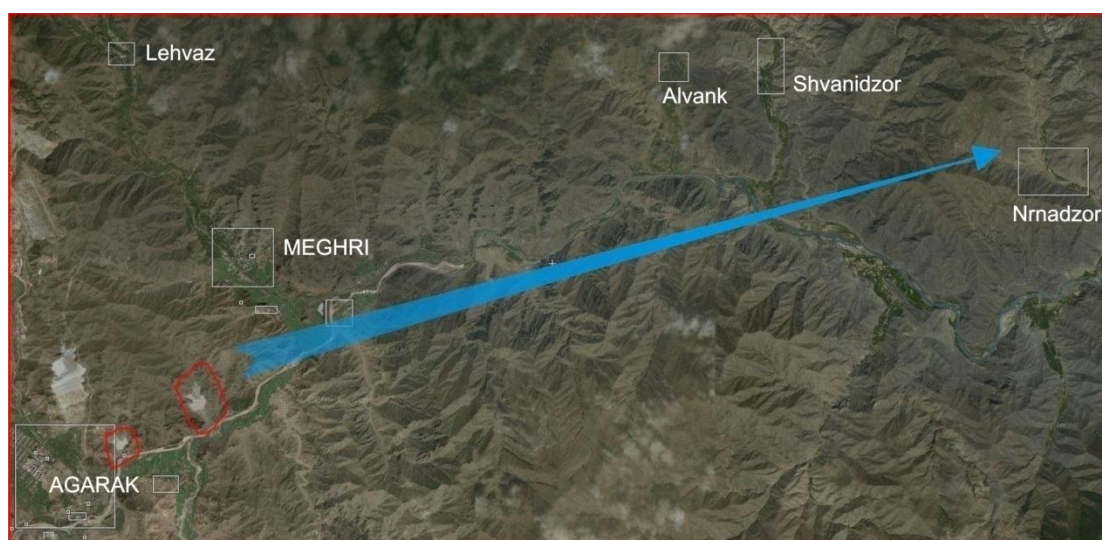 Lehvaz
Alvank
Shvanidzor
Nrnadzor
MEGHRI
AGARAK